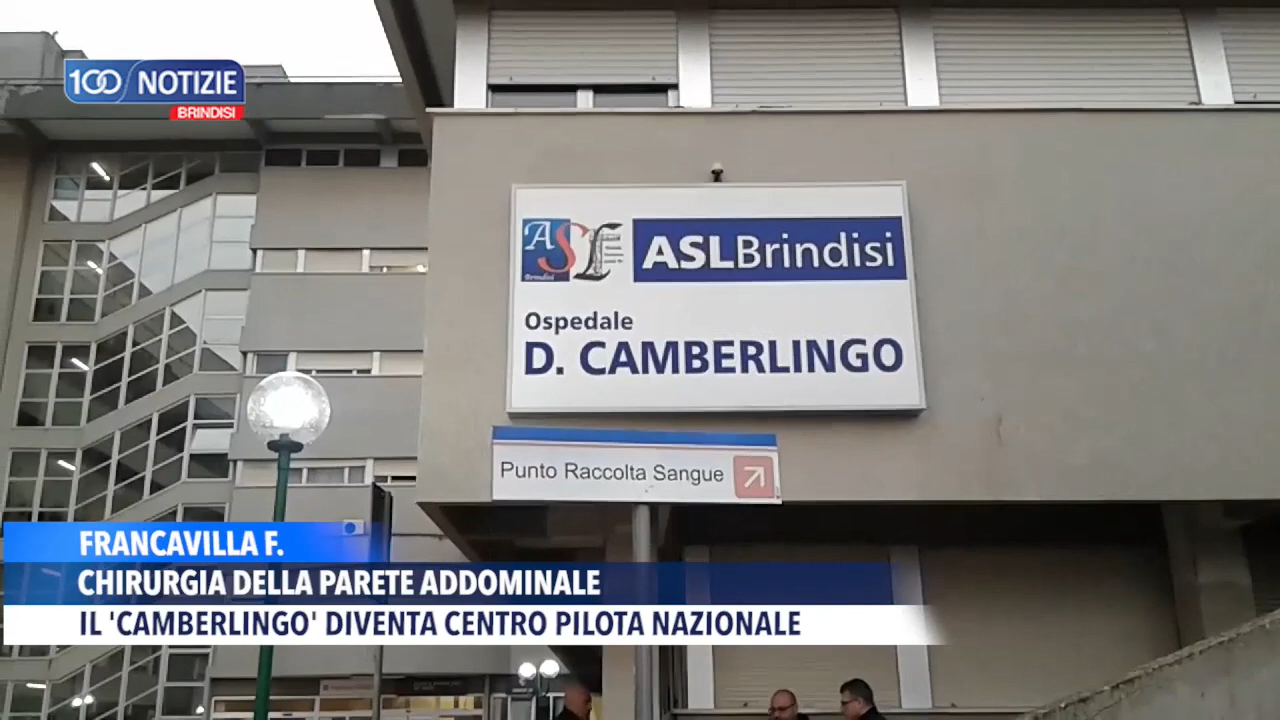 100 NOTIZIE
BRINDISI
ASL
Brindisi
ASLBrindisi
Ospedale
D. CAMBERLINGO
Punto Raccolta Sangue
FRANCAVILLA F.
CHIRURGIA DELLA PARETE ADDOMINALE
IL 'CAMBERLINGO' DIVENTA CENTRO PILOTA NAZIONALE